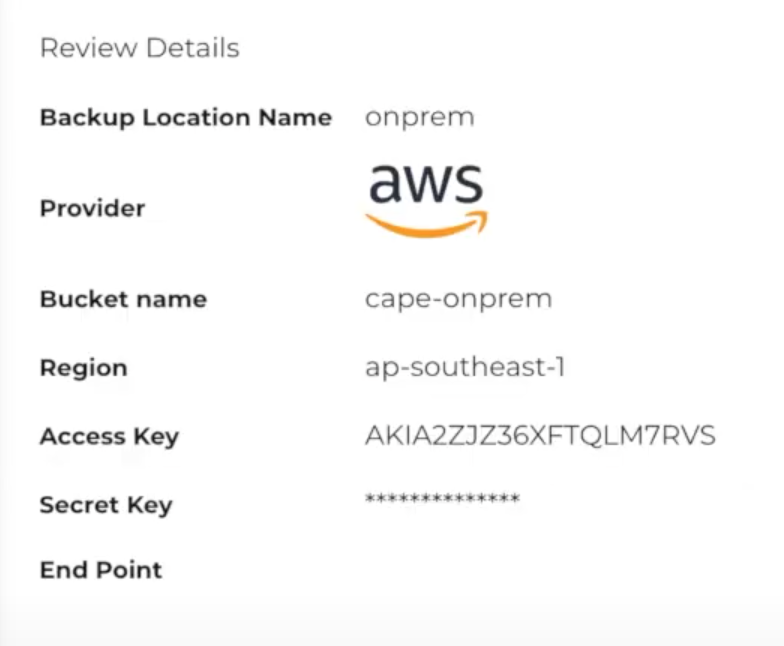 Review Details
Backup Location Name onprem
Provider aws
Bucket name cape-onprem
Region ap-southeast-1
Access Key AKIA2ZJZ36XFTQLM7RVS
Secret Key **************
End Point